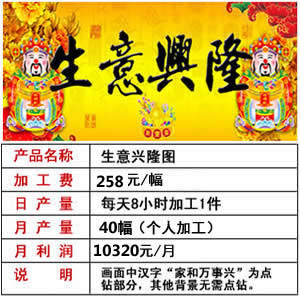 生意興隆
产品名称 生意兴隆图
加工费 258元/幅
日产量 每天8小时加工1件
月产量 40幅（个人加工）
月利润 10320元/月
说明 画面中汉字“家和万事兴”为点
钻部分，其他背景无需点钻。